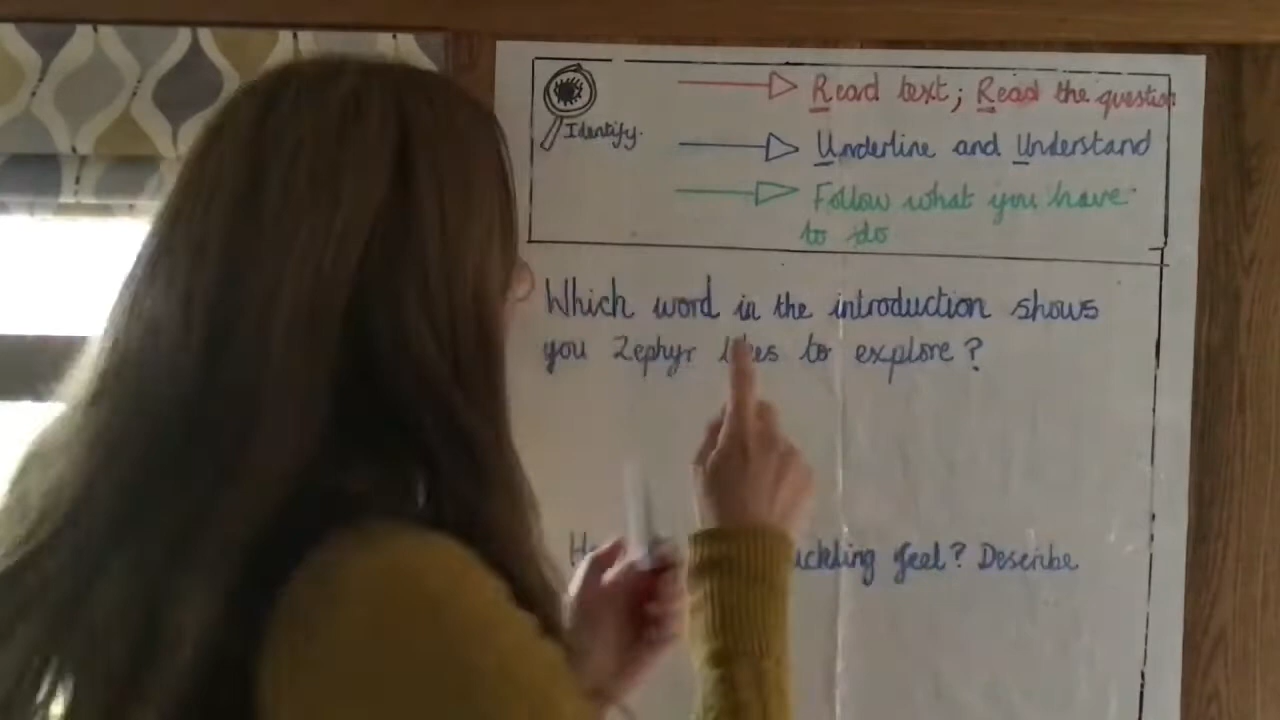 Read text; Read the question
Identify.
Underline and Understand
Follow what you have
to do
Which word in the introduction shows
you Zephyr likes to explore?
feel? Describe